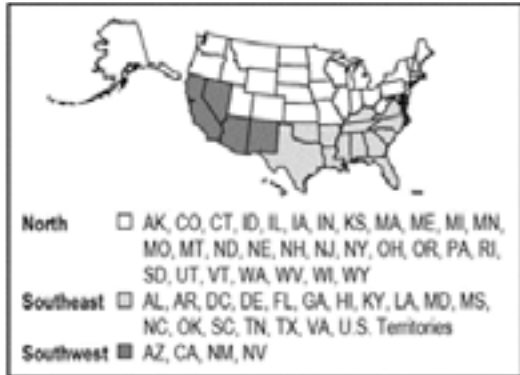 North □ AK, CO, CT, ID, IL, IA, IN, KS, MA, ME, MI, MN,
MO, MT, ND, NE, NH, NJ, NY, OH, OR, PA, RI,
SD, UT, VT, WA, WV, WI, WY
Southeast □ AL, AR, DC, DE, FL, GA, HI, KY, LA, MD, MS,
NC, OK, SC, TN, TX, VA, U.S. Territories
Southwest ■ AZ, CA, NM, NV